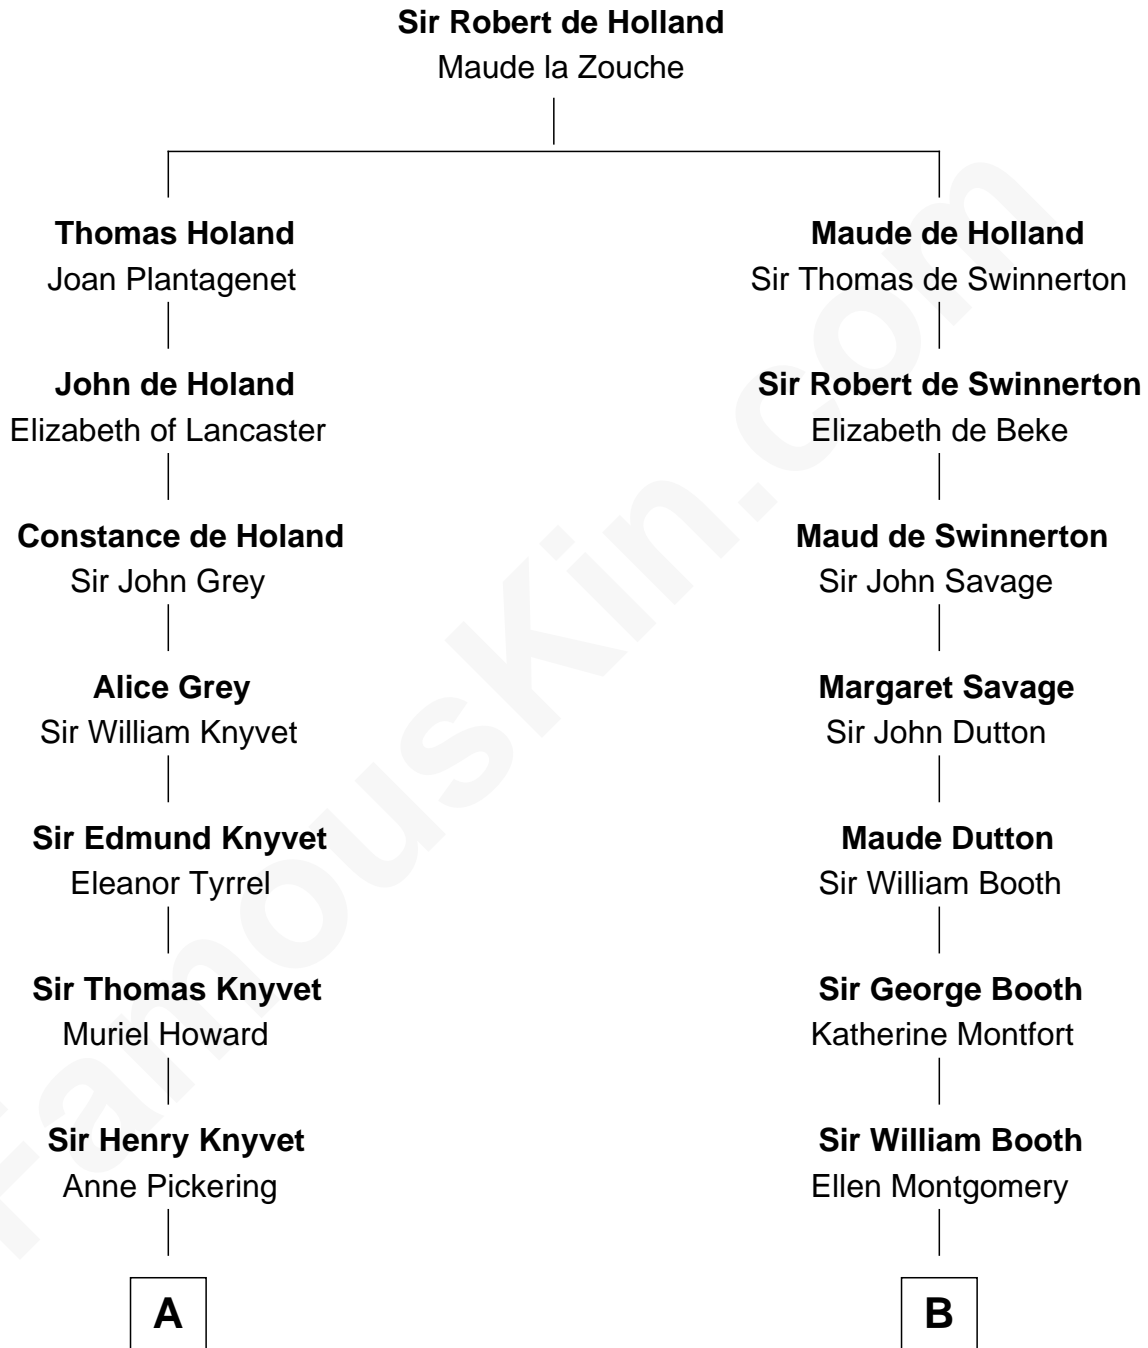 Sir Robert de Holland
Maude la Zouche
Thomas Holand
Joan Plantagenet
John de Holand
Elizabeth of Lancaster
Constance de Holand
Sir John Grey
Alice Grey
Sir William Knyvet
Sir Edmund Knyvet
Eleanor Tyrrel
Sir Thomas Knyvet
Muriel Howard
Sir Henry Knyvet
Anne Pickering
A
Maude de Holland
Sir Thomas de Swinnerton
Sir Robert de Swinnerton
Elizabeth de Beke
Maud de Swinnerton
Sir John Savage
Margaret Savage
Sir John Dutton
Maude Dutton
Sir William Booth
Sir George Booth
Katherine Montfort
Sir William Booth
Ellen Montgomery
B
FamousKin.com